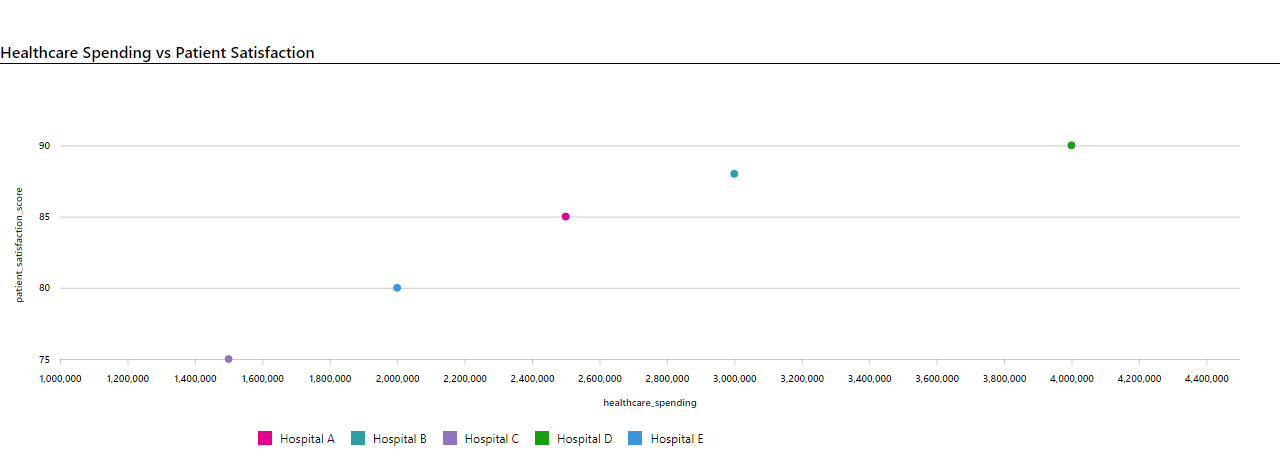 Healthcare Spending vs Patient Satisfaction
90
85
80
75
patient_satisfaction_score
1,000,000 1,200,000 1,400,000 1,600,000 1,800,000 2,000,000 2,200,000 2,400,000 2,600,000 2,800,000 3,000,000 3,200,000 3,400,000 3,600,000 3,800,000 4,000,000 4,200,000 4,400,000
healthcare_spending
Hospital A Hospital B Hospital C Hospital D Hospital E